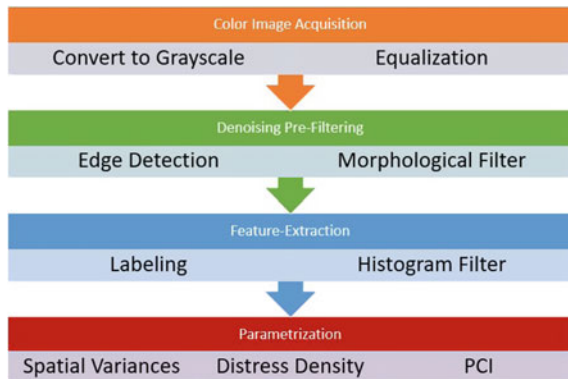 Color Image Acquisition
Convert to Grayscale Equalization
Denoising Pre-Filtering
Edge Detection Morphological Filter
Feature-Extraction
Labeling Histogram Filter
Parametrization
Spatial Variances Distress Density PCI